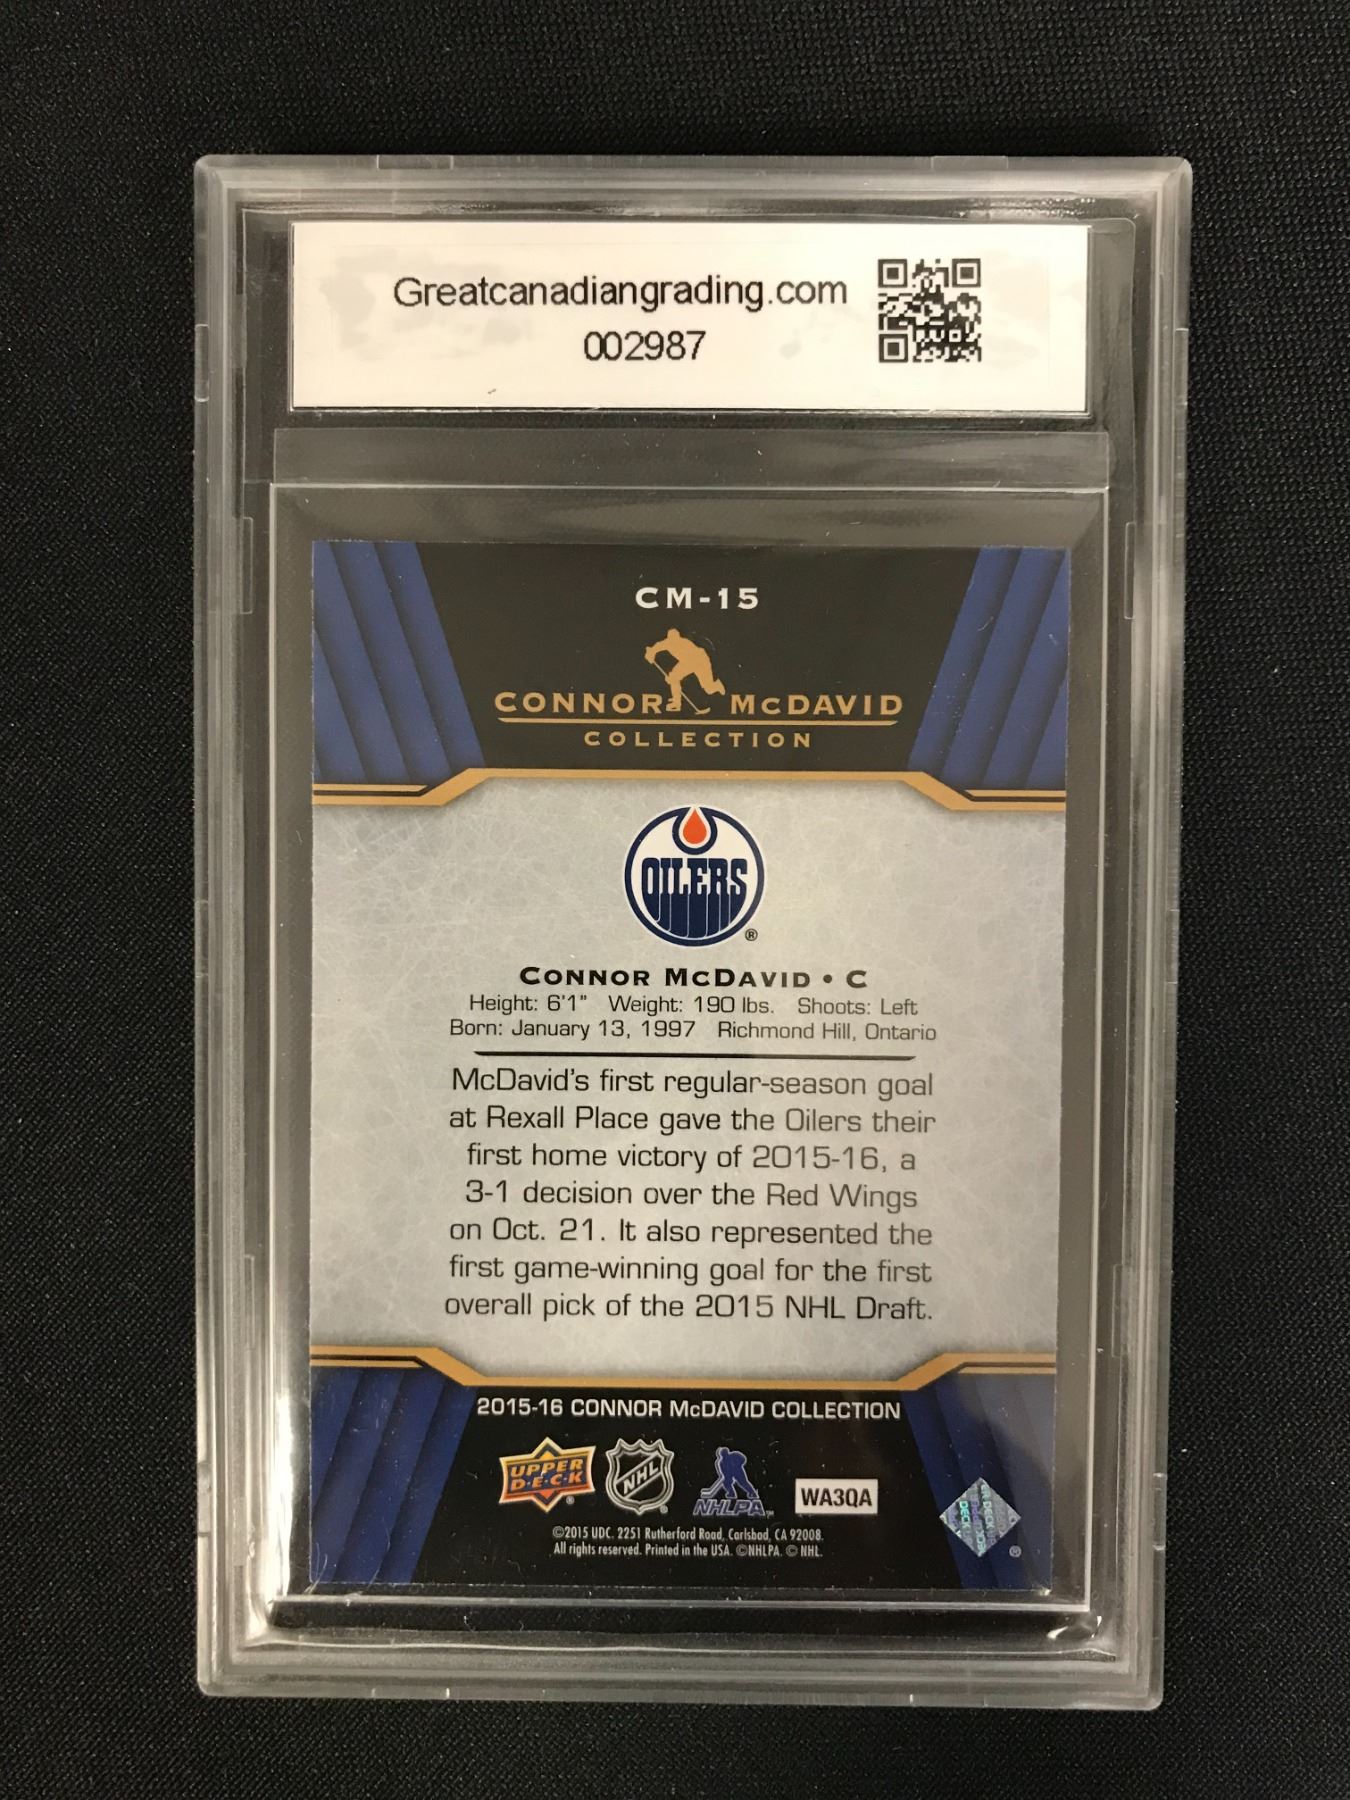 Greatcanadiangrading.com
002987
CM-15
CONNOR McDAVID
COLLECTION
OILERS
®
CONNOR McDAVID • C
Height: 6'1" Weight: 190 lbs. Shoots: Left
Born: January 13, 1997 Richmond Hill, Ontario
McDavid's first regular-season goal
at Rexall Place gave the Oilers their
first home victory of 2015-16, a
3-1 decision over the Red Wings
on Oct. 21. It also represented the
first game-winning goal for the first
overall pick of the 2015 NHL Draft.
2015-16 CONNOR McDAVID COLLECTION
UPPER
D·E·C·K
NHL
NHLPA
WA3QA
©2015 UDC. 2251 Rutherford Road, Carlsbad, CA 92008.
All rights reserved. Printed in the USA. ©NHLPA. © NHL.
®